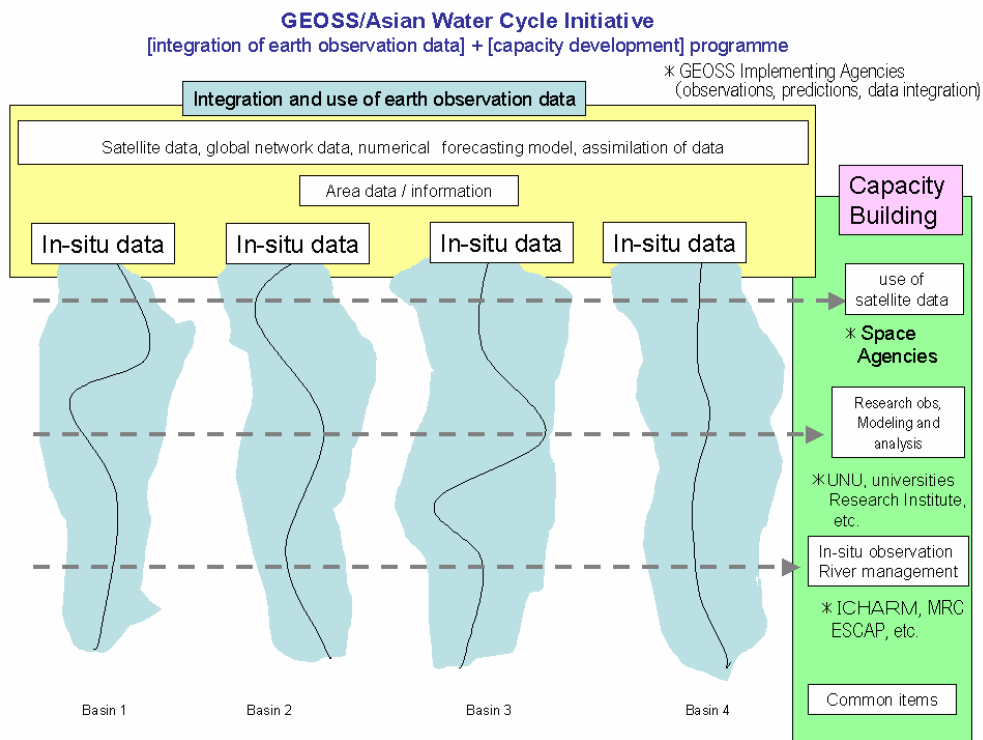 GEOSS/Asian Water Cycle Initiative
[integration of earth observation data] + [capacity development] programme
* GEOSS Implementing Agencies
(observations, predictions, data integration)
Integration and use of earth observation data
Satellite data, global network data, numerical forecasting model, assimilation of data
Area data / information
Capacity
Building
In-situ data
In-situ data
In-situ data
In-situ data
use of
satellite data
* Space
Agencies
Research obs,
Modeling and
analysis
*UNU, universities
Research Institute,
etc.
In-situ observation
River management
* ICHARM, MRC
ESCAP, etc.
Common items
Basin 1
Basin 2
Basin 3
Basin 4